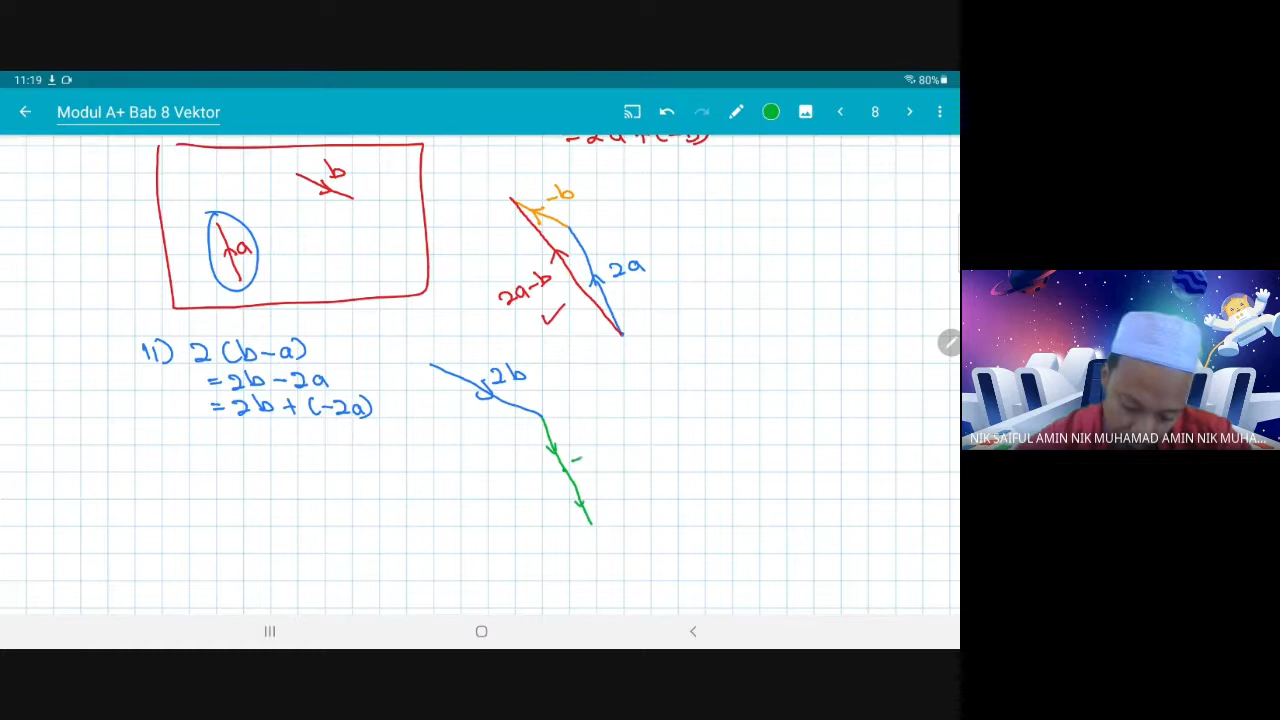 11:19
80%
Modul A+ Bab 8 Vektor
8
-2a+(-b)
b
a
-b
2a
2a-b
11) 2(b-a)
= 2b-2a
= 2b+(-2a)
2b
-
NIK SAIFUL AMIN NIK MUHAMAD AMIN NIK MUHA...